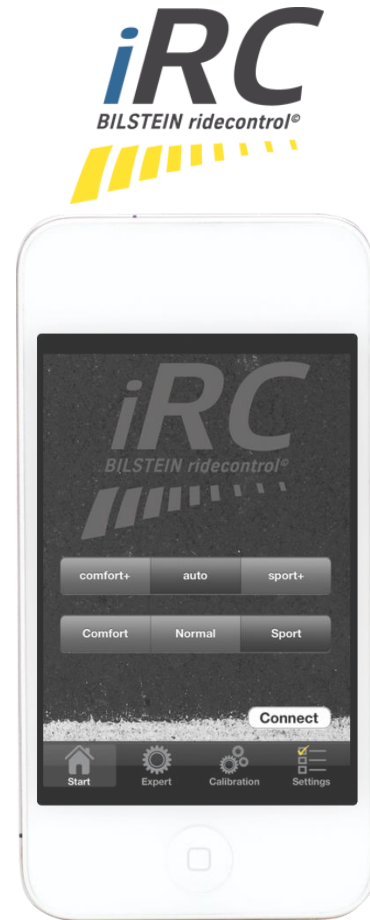 iRC
BILSTEIN ridecontrol©
iRC
BILSTEIN ridecontrol©
comfort+ auto sport+
Comfort Normal Sport
Connect
Start Expert Calibration Settings